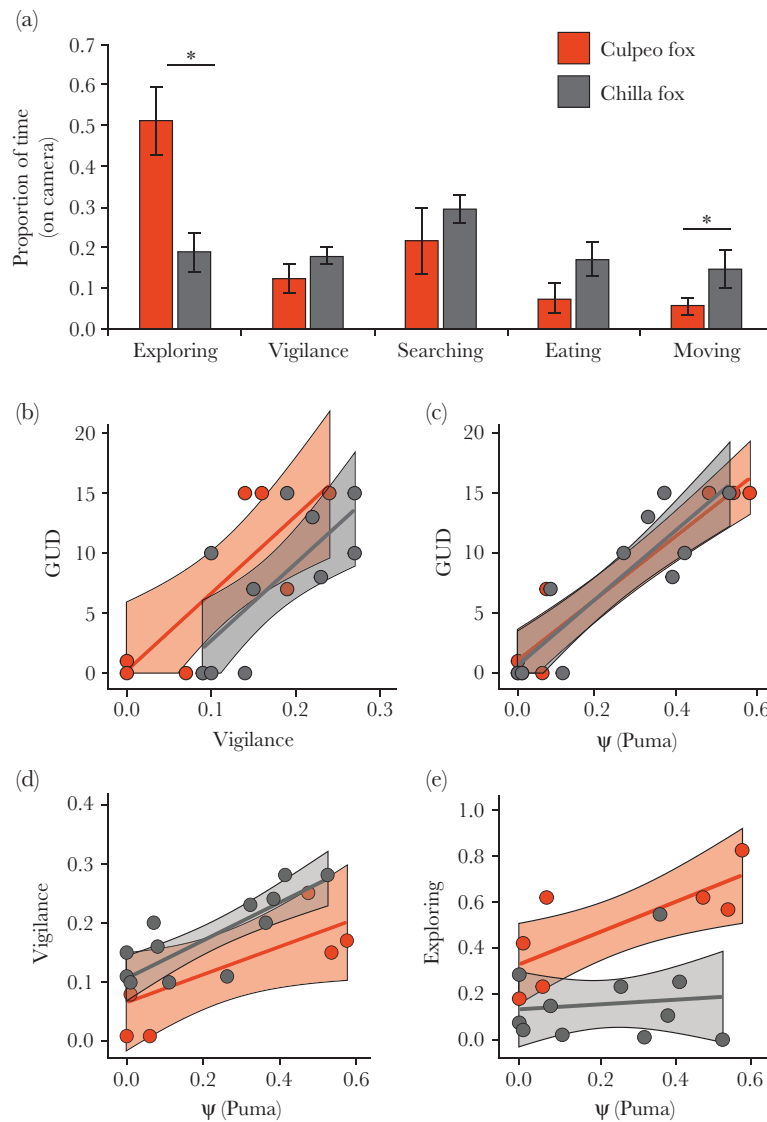 (a)
0.7
0.6
0.5
0.4
0.3
0.2
0.1
0.0
Proportion of time
(on camera)
*
*
Culpeo fox
Chilla fox
Exploring Vigilance Searching Eating Moving
(b)
20
15
10
5
0
GUD
0.0 0.1 0.2 0.3
Vigilance
(c)
20
15
10
5
0
GUD
0.0 0.2 0.4 0.6
Ψ (Puma)
(d)
0.4
0.3
0.2
0.1
0.0
Vigilance
0.0 0.2 0.4 0.6
Ψ (Puma)
(e)
1.0
0.8
0.6
0.4
0.2
0.0
Exploring
0.0 0.2 0.4 0.6
Ψ (Puma)